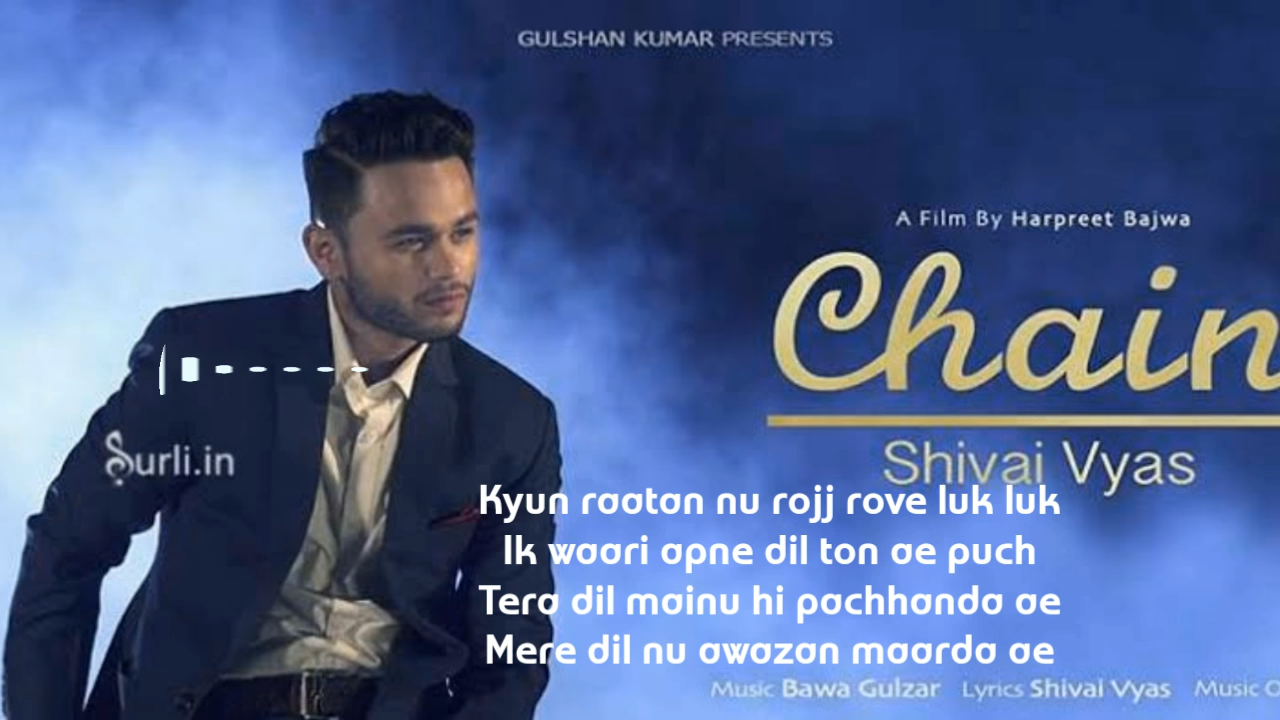 GULSHAN KUMAR PRESENTS
A Film By Harpreet Bajwa
Chain
Shivai Vyas
Surli.in
Kyun raatan nu rojj rove luk luk
Ik waari apne dil ton ae puch
Tera dil mainu hi pachhanda ae
Mere dil nu awazan maarda ae
Music Bawa Gulzar Lyrics Shivai Vyas Music O